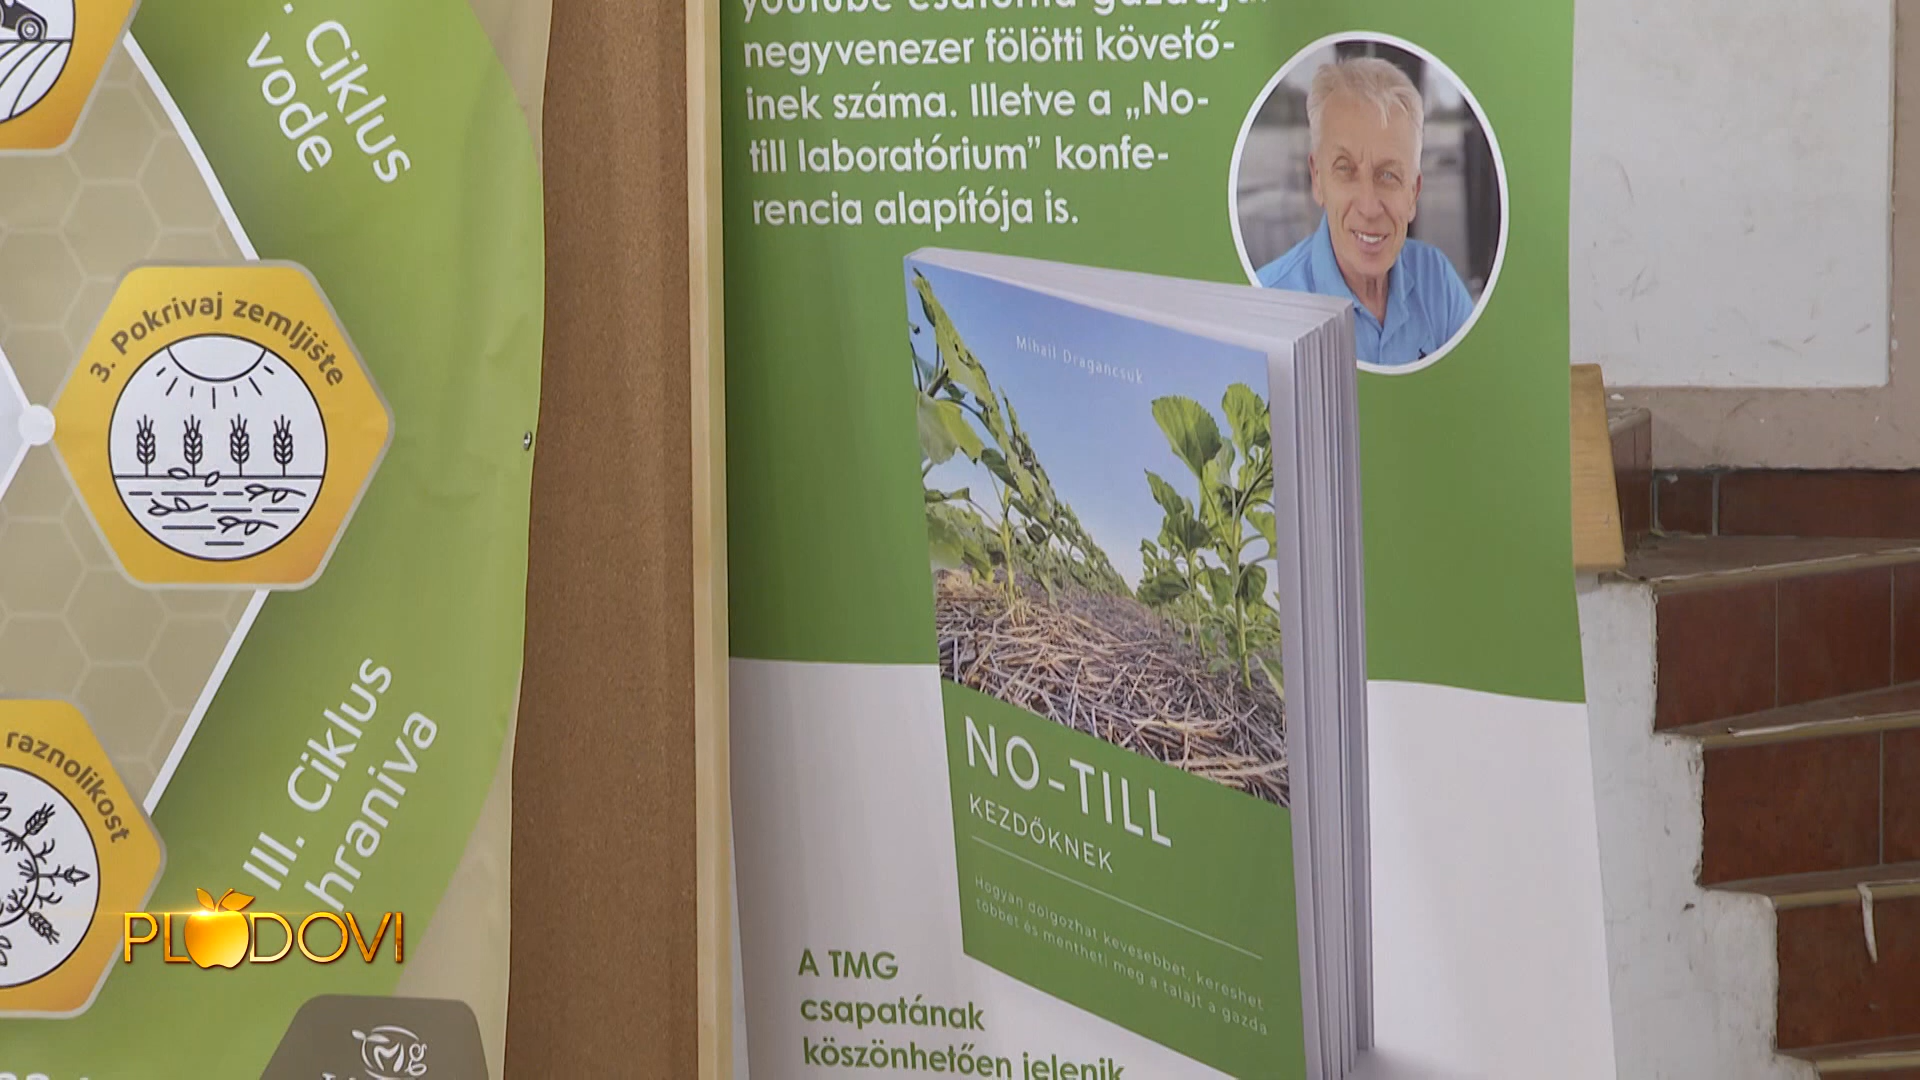 . Ciklus
vode
3. Pokrivaj zemljište
raznolikost
III. Ciklus
hraniva
PLODOVI
negyvenezer fölötti követő-
inek száma. Illetve a „No-
till laboratórium” konfe-
rencia alapítója is.
Mihail Dragancsuk
NO-TILL
KEZDŐKNEK
Hogyan dolgozhat kevesebbet, kereshet
többet és mentheti meg a talajt a gazda
A TMG
csapatának
köszönhetően jelenik